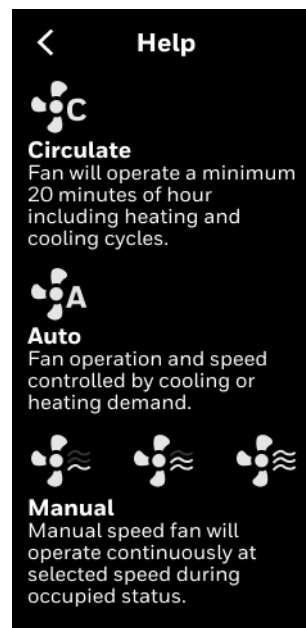 Help
C
Circulate
Fan will operate a minimum
20 minutes of hour
including heating and
cooling cycles.
A
Auto
Fan operation and speed
controlled by cooling or
heating demand.
Manual
Manual speed fan will
operate continuously at
selected speed during
occupied status.